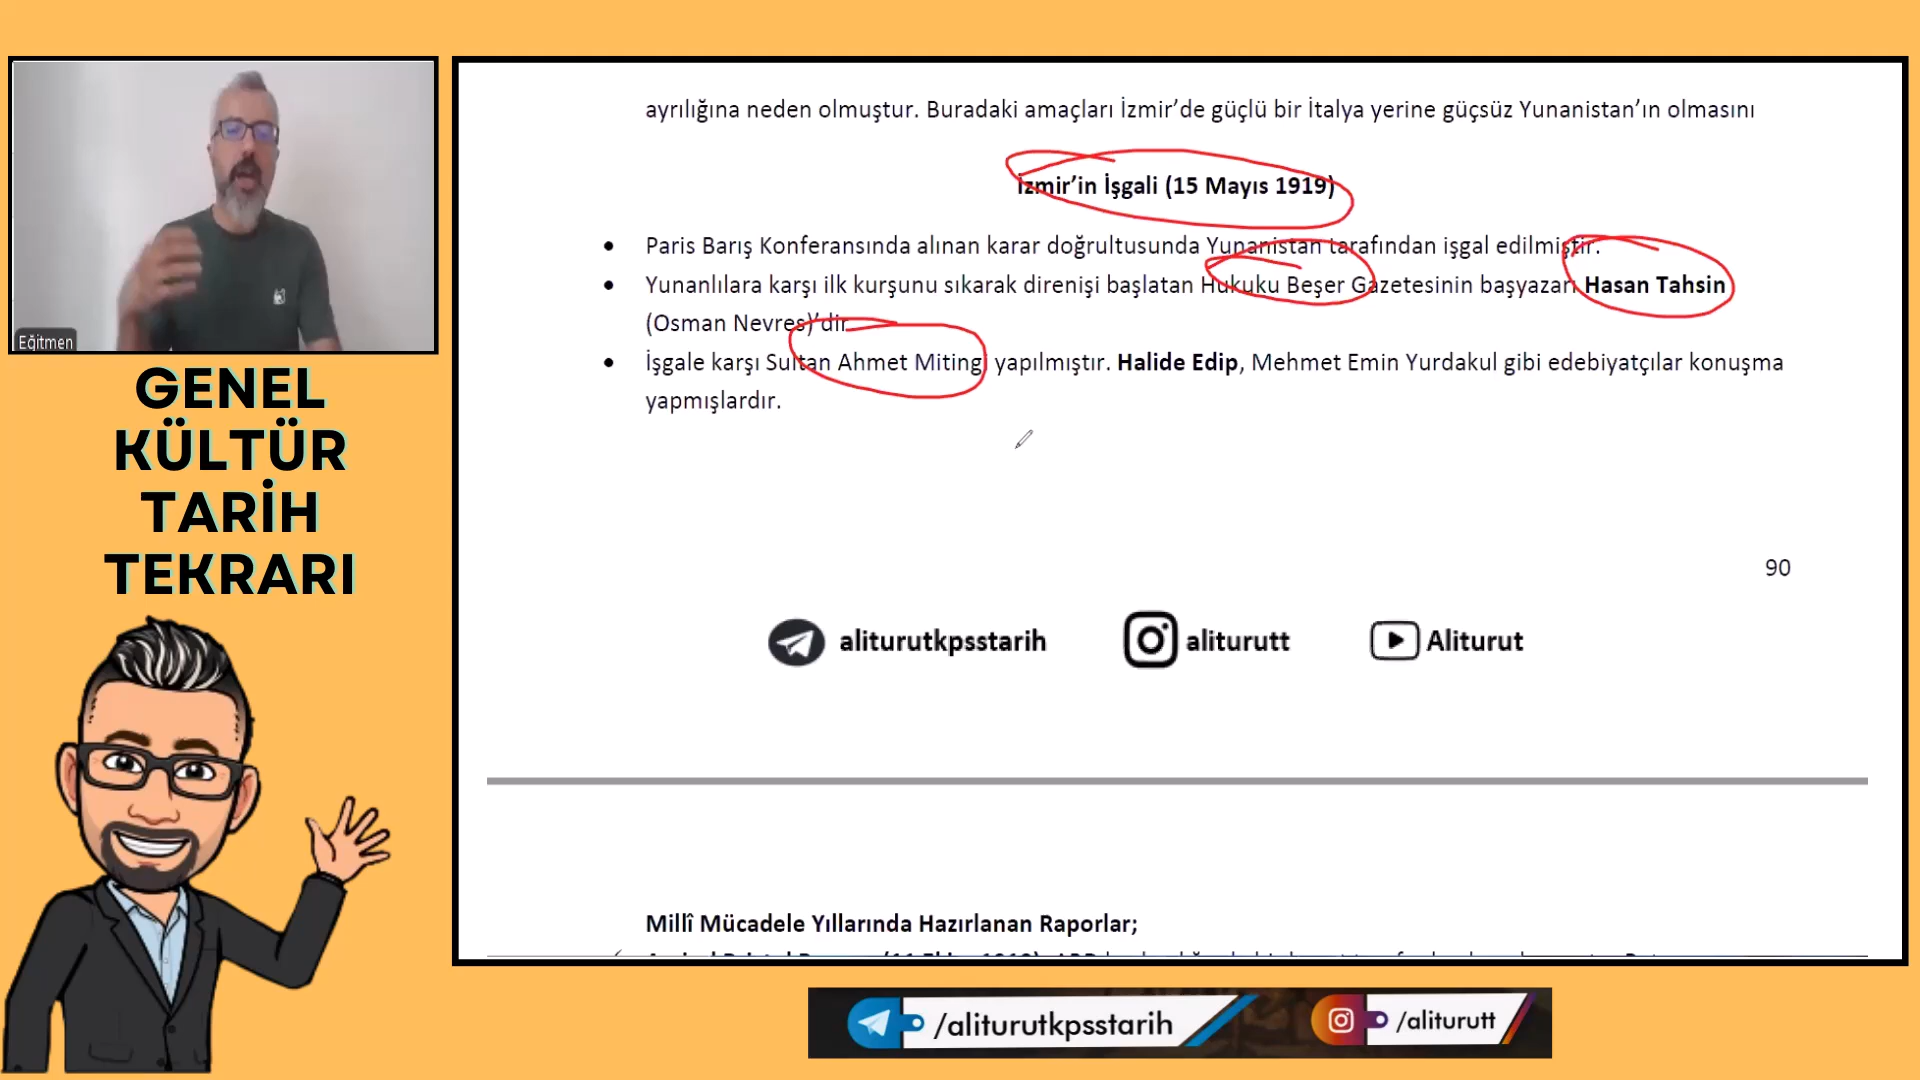 ayrılığına neden olmuştur. Buradaki amaçları İzmir’de güçlü bir İtalya yerine güçsüz Yunanistan’ın olmasını
İzmir’in İşgali (15 Mayıs 1919)
Paris Barış Konferansında alınan karar doğrultusunda Yunanistan tarafından işgal edilmiştir.
Yunanlılara karşı ilk kurşunu sıkarak direnişi başlatan Hukuku Beşer Gazetesinin başyazarı Hasan Tahsin
(Osman Nevres)’dir.
İşgale karşı Sultan Ahmet Mitingi yapılmıştır. Halide Edip, Mehmet Emin Yurdakul gibi edebiyatçılar konuşma
yapmışlardır.
90
aliturutkpsstarih
aliturutt
Aliturut
Millî Mücadele Yıllarında Hazırlanan Raporlar;
Eğitmen
GENEL
KÜLTÜR
TARİH
TEKRARI
/aliturutkpsstarih
/aliturutt